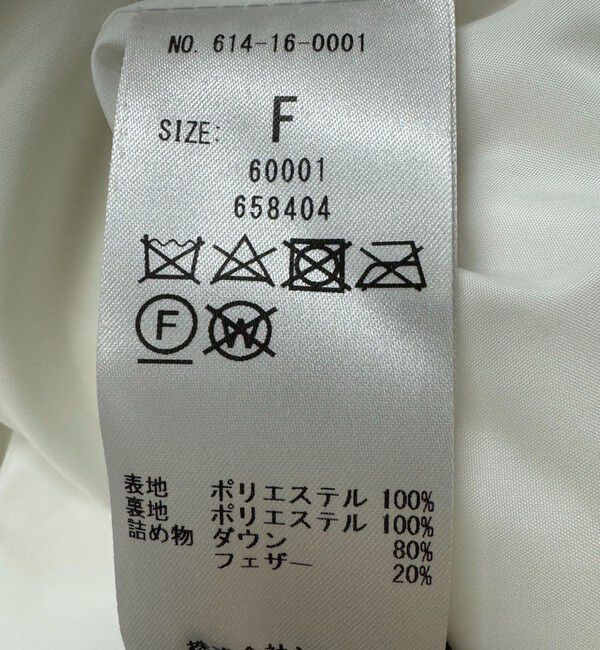 NO. 614-16-0001
SIZE: F
60001
658404
F W
表地 ポリエステル 100%
裏地 ポリエステル 100%
詰め物 ダウン 80%
フェザー 20%